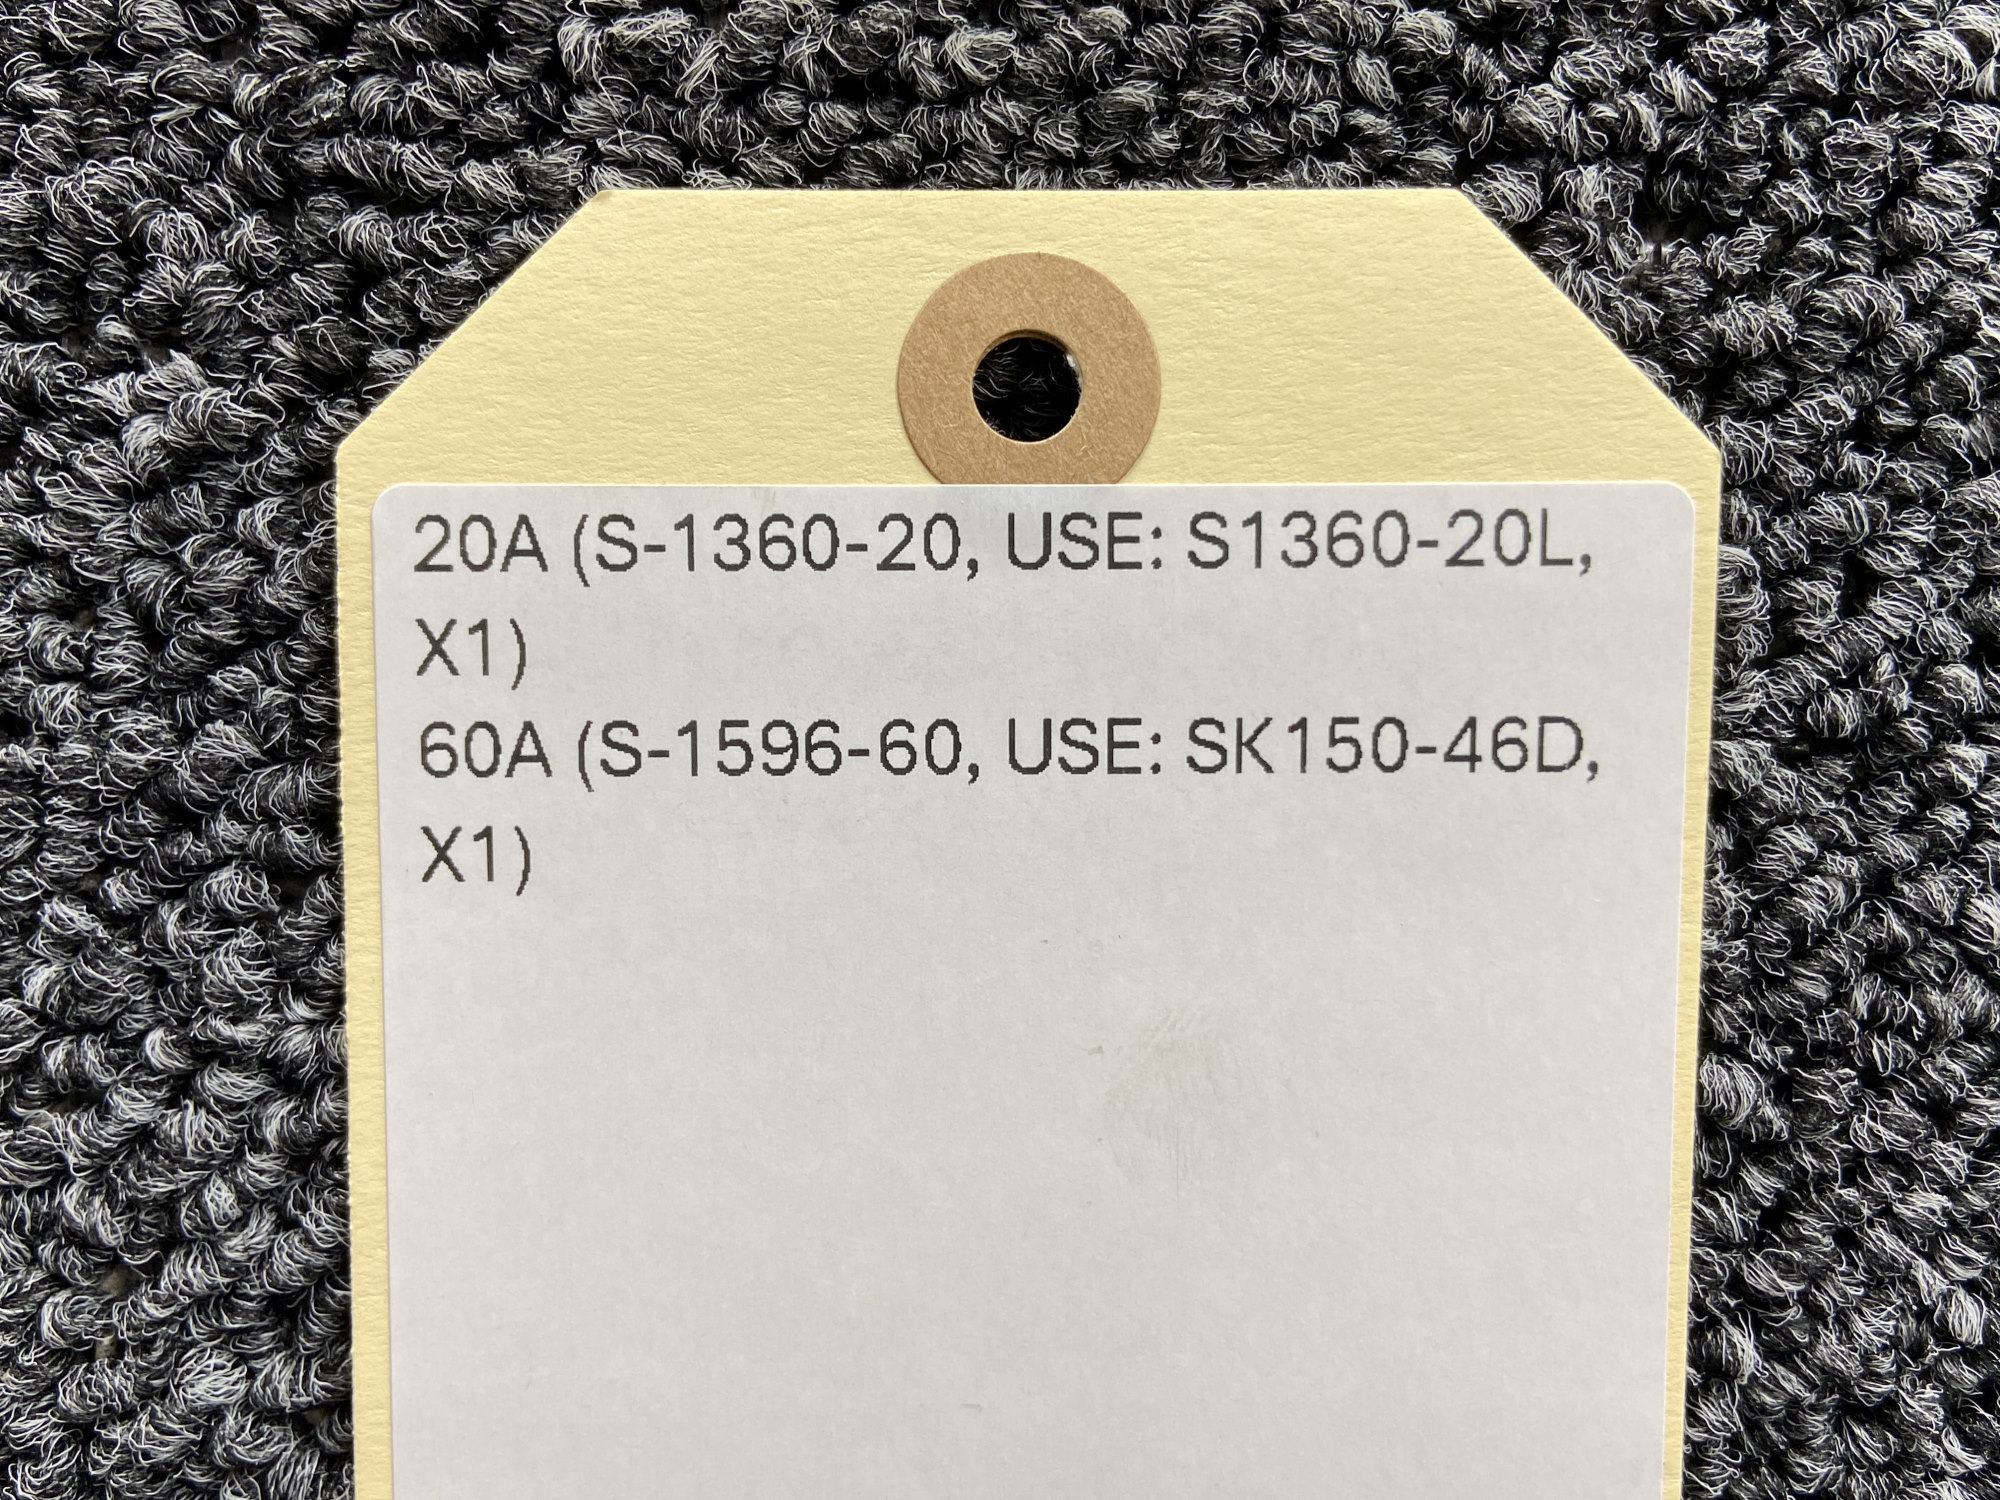 20A (S-1360-20, USE: S1360-20L,
X1)
60A (S-1596-60, USE: SK150-46D,
X1)